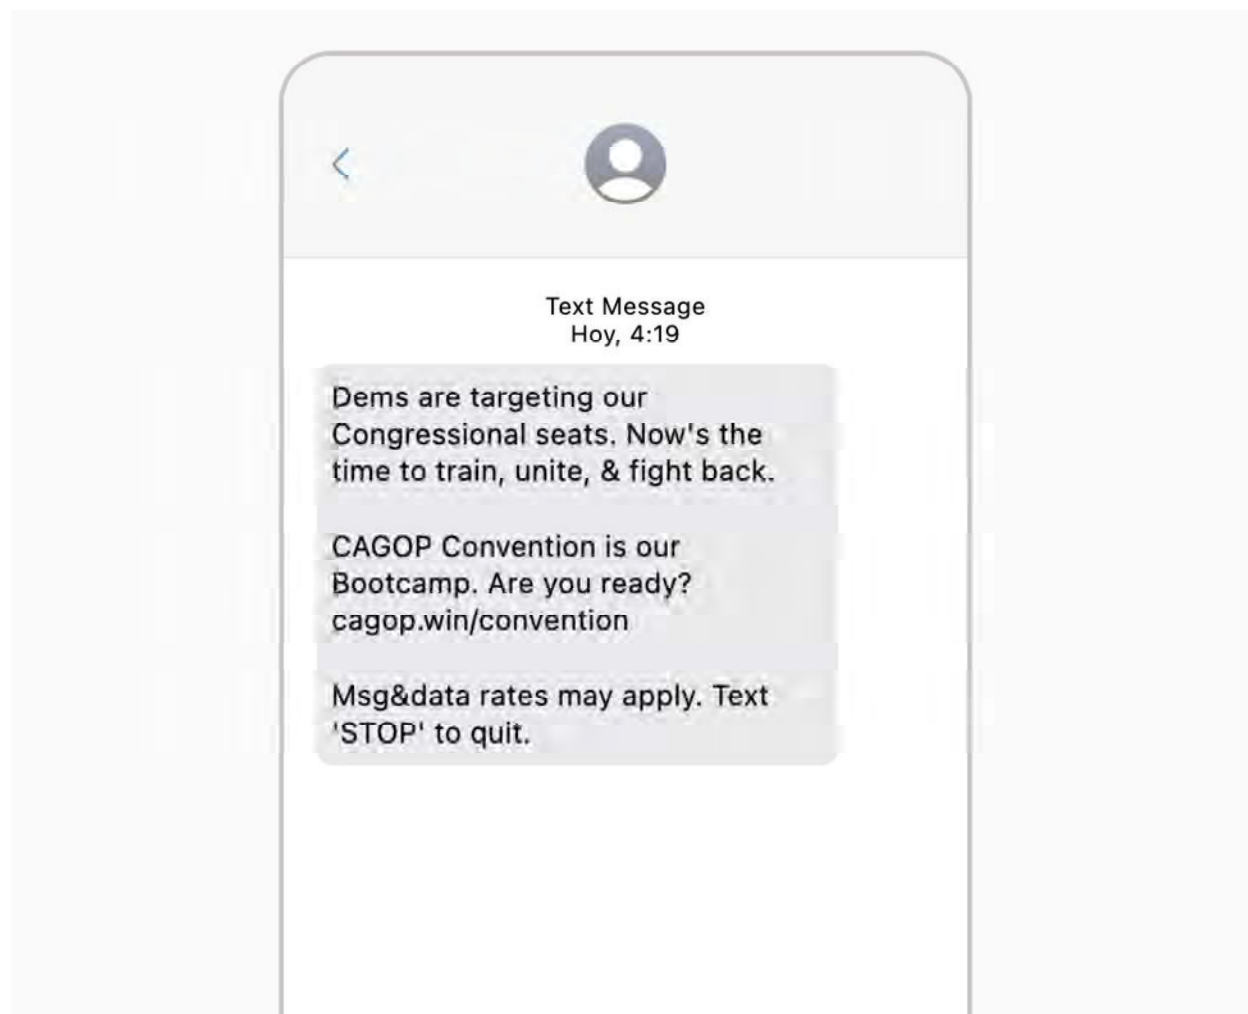 Text Message
Hoy, 4:19
Dems are targeting our
Congressional seats. Now's the
time to train, unite, & fight back.
CAGOP Convention is our
Bootcamp. Are you ready?
cagop.win/convention
Msg&data rates may apply. Text
'STOP' to quit.